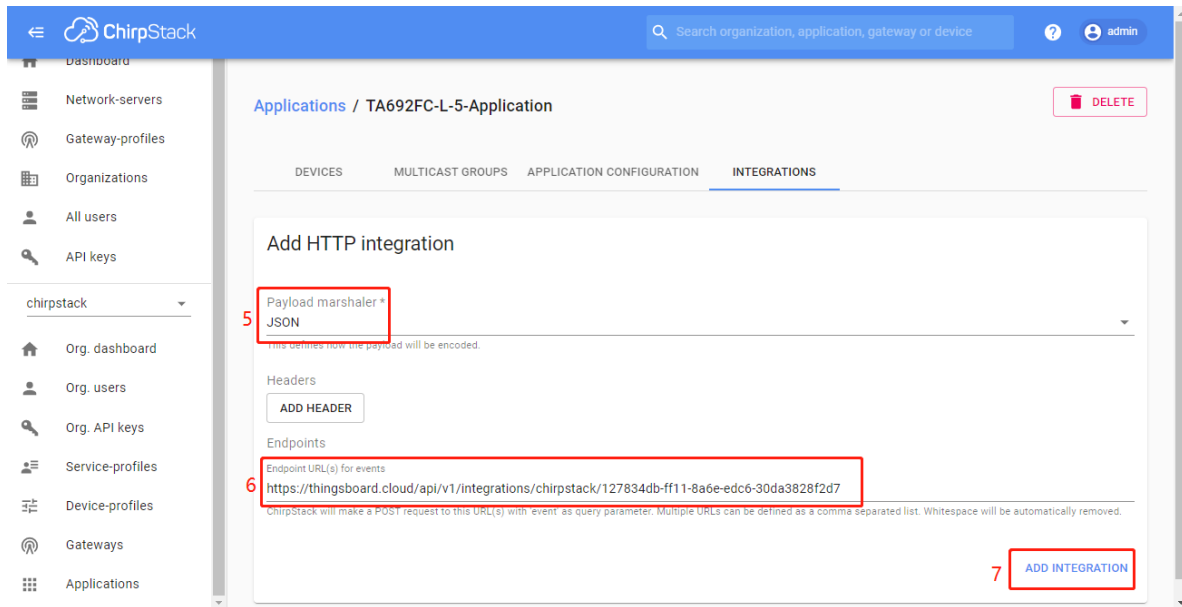 ChirpStack
Search organization, application, gateway or device
? admin
Dashboard
Network-servers
Gateway-profiles
Organizations
All users
API keys
chirpstack
Org. dashboard
Org. users
Org. API keys
Service-profiles
Device-profiles
Gateways
Applications
Applications / TA692FC-L-5-Application
DELETE
DEVICES MULTICAST GROUPS APPLICATION CONFIGURATION INTEGRATIONS
Add HTTP integration
5
Payload marshaler *
JSON
This defines how the payload will be encoded.
Headers
ADD HEADER
Endpoints
6
Endpoint URL(s) for events
https://thingsboard.cloud/api/v1/integrations/chirpstack/127834db-ff11-8a6e-edc6-30da3828f2d7
ChirpStack will make a POST request to this URL(s) with 'event' as query parameter. Multiple URLs can be defined as a comma separated list. Whitespace will be automatically removed.
7 ADD INTEGRATION